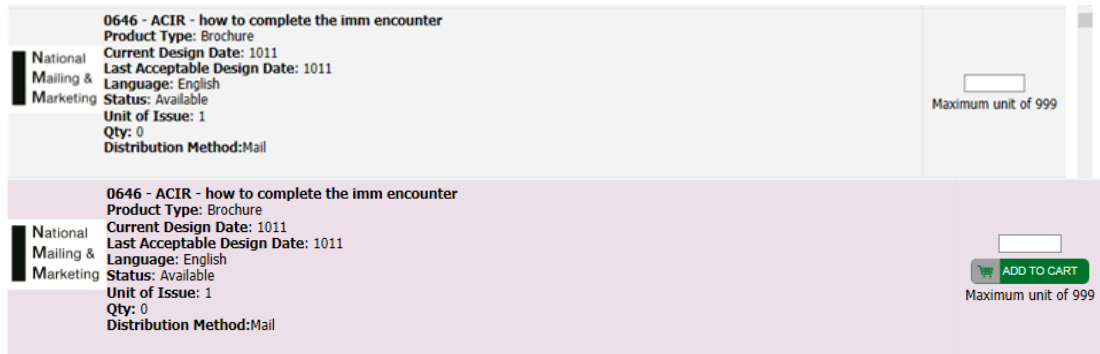 0646 - ACIR - how to complete the imm encounter
Product Type: Brochure
Current Design Date: 1011
Last Acceptable Design Date: 1011
Language: English
Status: Available
Unit of Issue: 1
Qty: 0
Distribution Method:Mail
National
Mailing &
Marketing
Maximum unit of 999
0646 - ACIR - how to complete the imm encounter
Product Type: Brochure
Current Design Date: 1011
Last Acceptable Design Date: 1011
Language: English
Status: Available
Unit of Issue: 1
Qty: 0
Distribution Method:Mail
National
Mailing &
Marketing
ADD TO CART
Maximum unit of 999